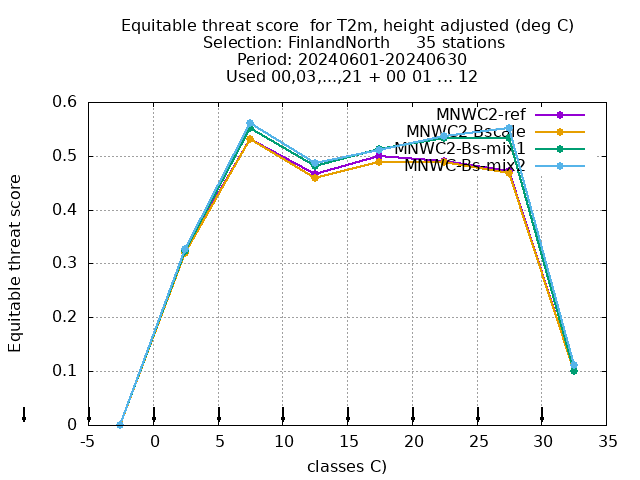 Equitable threat score  for T2m, height adjusted (deg C)
Selection: FinlandNorth     35 stations
Period: 20240601-20240630
Used 00,03,...,21 + 00 01 ... 12
MNWC2-ref
MNWC2-Bscale
MNWC2-Bs-mix1
MNWC-Bs-mix2
Equitable threat score
0.6
0.5
0.4
0.3
0.2
0.1
0
-5 0 5 10 15 20 25 30 35
classes C)